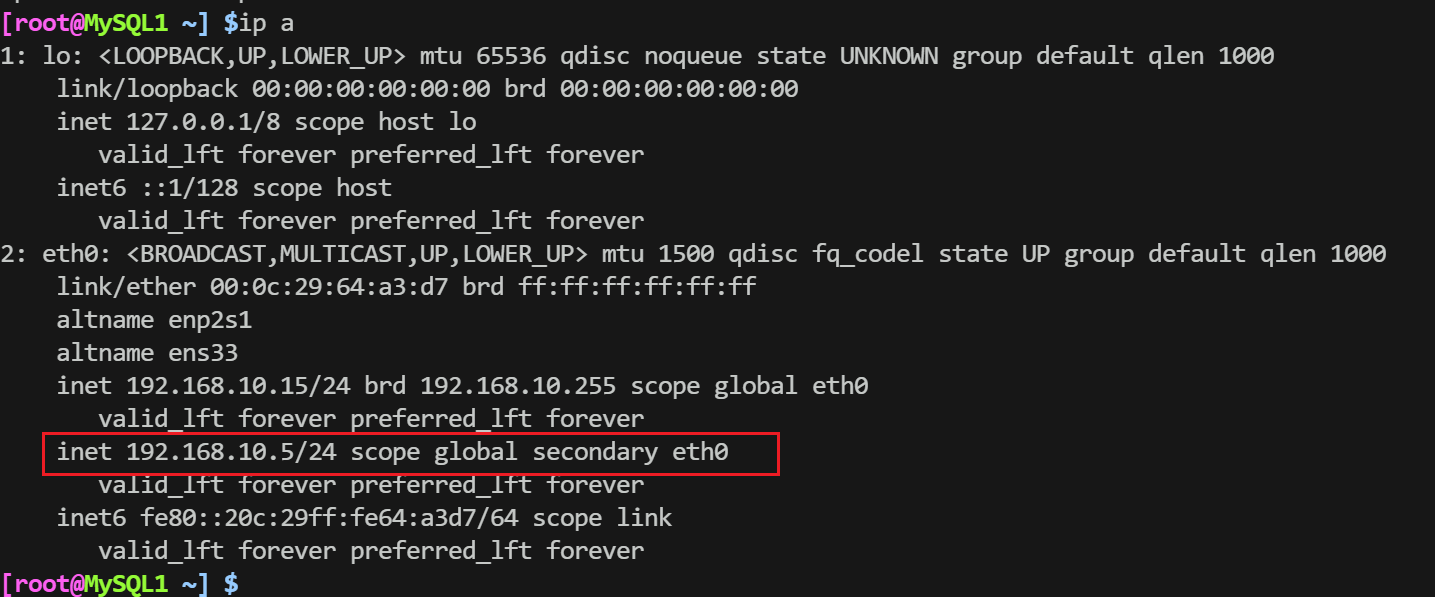 [root@MySQL1 ~] $ip a
1: lo: <LOOPBACK,UP,LOWER_UP> mtu 65536 qdisc noqueue state UNKNOWN group default qlen 1000
    link/loopback 00:00:00:00:00:00 brd 00:00:00:00:00:00
    inet 127.0.0.1/8 scope host lo
       valid_lft forever preferred_lft forever
    inet6 ::1/128 scope host
       valid_lft forever preferred_lft forever
2: eth0: <BROADCAST,MULTICAST,UP,LOWER_UP> mtu 1500 qdisc fq_codel state UP group default qlen 1000
    link/ether 00:0c:29:64:a3:d7 brd ff:ff:ff:ff:ff:ff
    altname enp2s1
    altname ens33
    inet 192.168.10.15/24 brd 192.168.10.255 scope global eth0
       valid_lft forever preferred_lft forever
    inet 192.168.10.5/24 scope global secondary eth0
       valid_lft forever preferred_lft forever
    inet6 fe80::20c:29ff:fe64:a3d7/64 scope link
       valid_lft forever preferred_lft forever
[root@MySQL1 ~] $